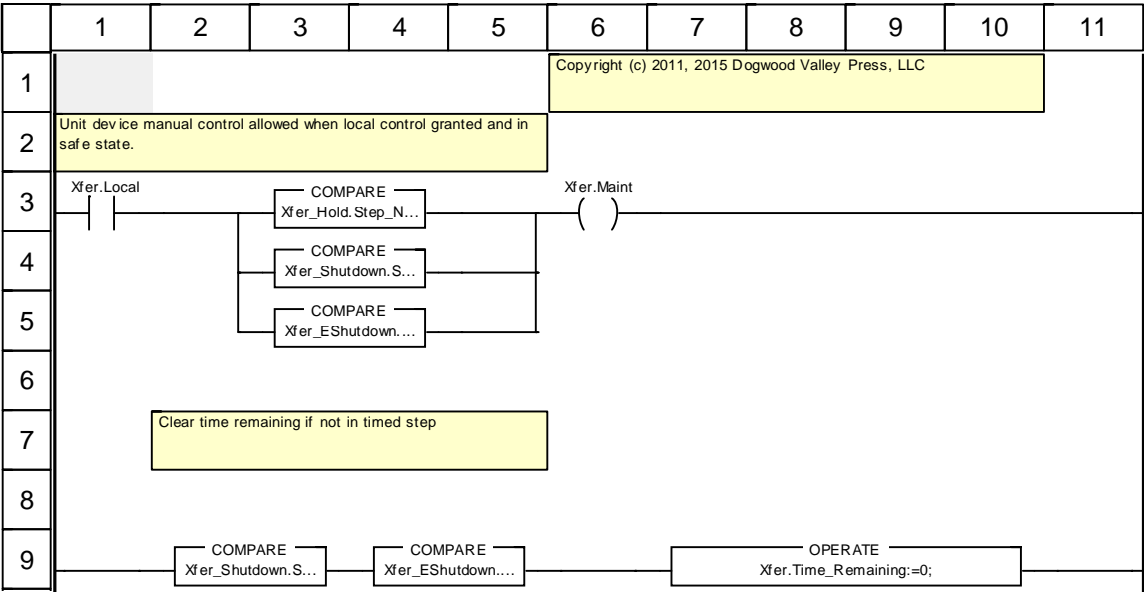 1 2 3 4 5 6 7 8 9 10 11
1
Copyright (c) 2011, 2015 Dogwood Valley Press, LLC
2
Unit device manual control allowed when local control granted and in
safe state.
3
Xfer.Local
COMPARE
Xfer_Hold.Step_N...
Xfer.Maint
4
COMPARE
Xfer_Shutdown.S...
5
COMPARE
Xfer_EShutdown....
6
7
Clear time remaining if not in timed step
8
9
COMPARE
Xfer_Shutdown.S...
COMPARE
Xfer_EShutdown....
OPERATE
Xfer.Time_Remaining:=0;